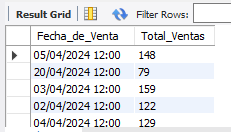 Result Grid Filter Rows:
Fecha_de_Venta Total_Ventas
05/04/2024 12:00 148
20/04/2024 12:00 79
03/04/2024 12:00 159
02/04/2024 12:00 122
04/04/2024 12:00 129